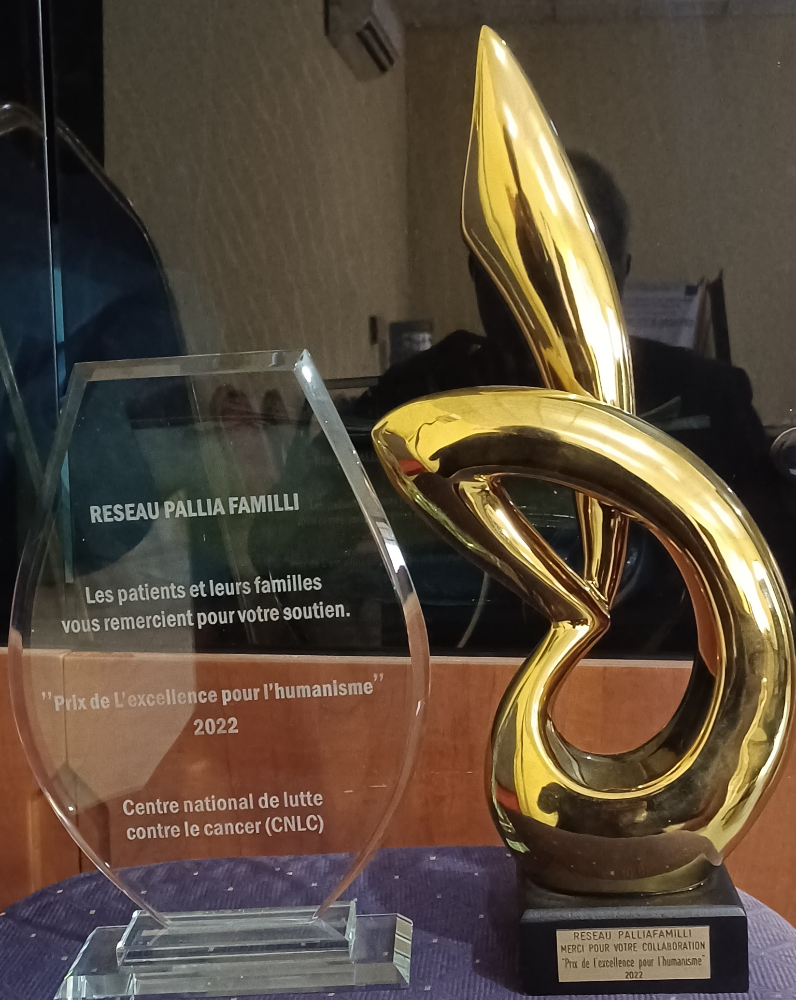 RESEAU PALLIA FAMILLI
Les patients et leurs familles
vous remercient pour votre soutien.
”Prix de L’excellence pour l’humanisme”
2022
Centre national de lutte
contre le cancer (CNLC)
RESEAU PALLIAFAMILLI
MERCI POUR VOTRE COLLABORATION
"Prix de l'excellence pour l'humanisme"
2022